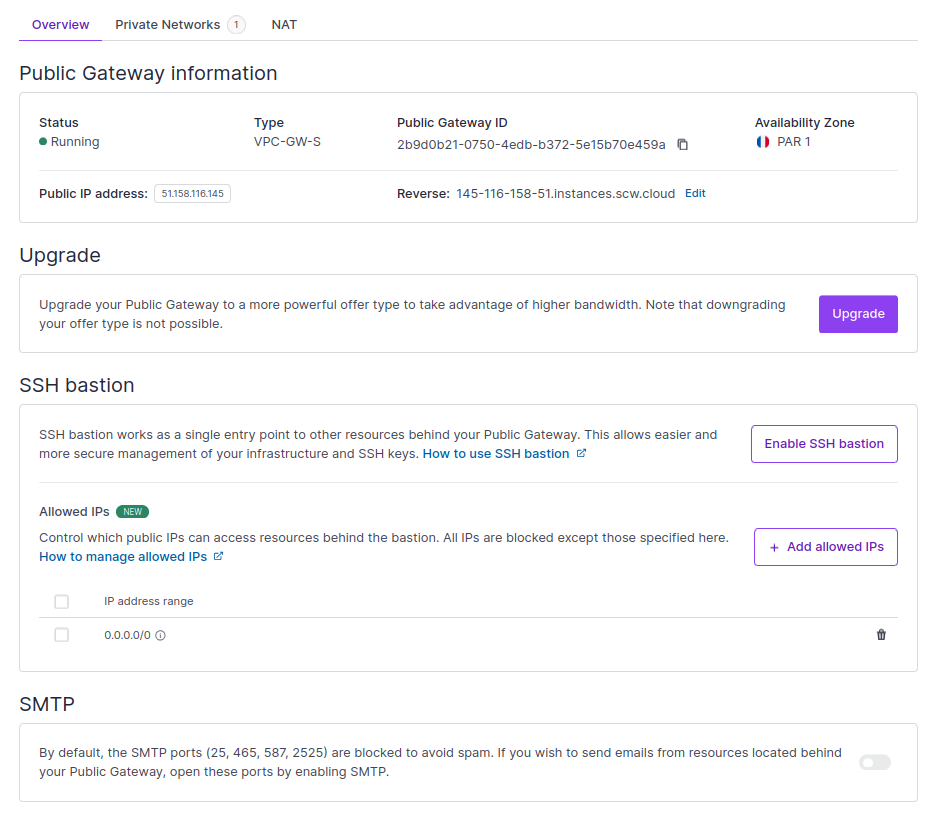 Overview Private Networks 1 NAT
Public Gateway information
Status Type Public Gateway ID Availability Zone
Running VPC-GW-S 2b9d0b21-0750-4edb-b372-5e15b70e459a PAR 1
Public IP address: 51.158.116.145 Reverse: 145-116-158-51.instances.scw.cloud Edit
Upgrade
Upgrade your Public Gateway to a more powerful offer type to take advantage of higher bandwidth. Note that downgrading
your offer type is not possible.
Upgrade
SSH bastion
SSH bastion works as a single entry point to other resources behind your Public Gateway. This allows easier and
more secure management of your infrastructure and SSH keys. How to use SSH bastion
Enable SSH bastion
Allowed IPs NEW
Control which public IPs can access resources behind the bastion. All IPs are blocked except those specified here.
How to manage allowed IPs
+ Add allowed IPs
IP address range
0.0.0.0/0
SMTP
By default, the SMTP ports (25, 465, 587, 2525) are blocked to avoid spam. If you wish to send emails from resources located behind
your Public Gateway, open these ports by enabling SMTP.